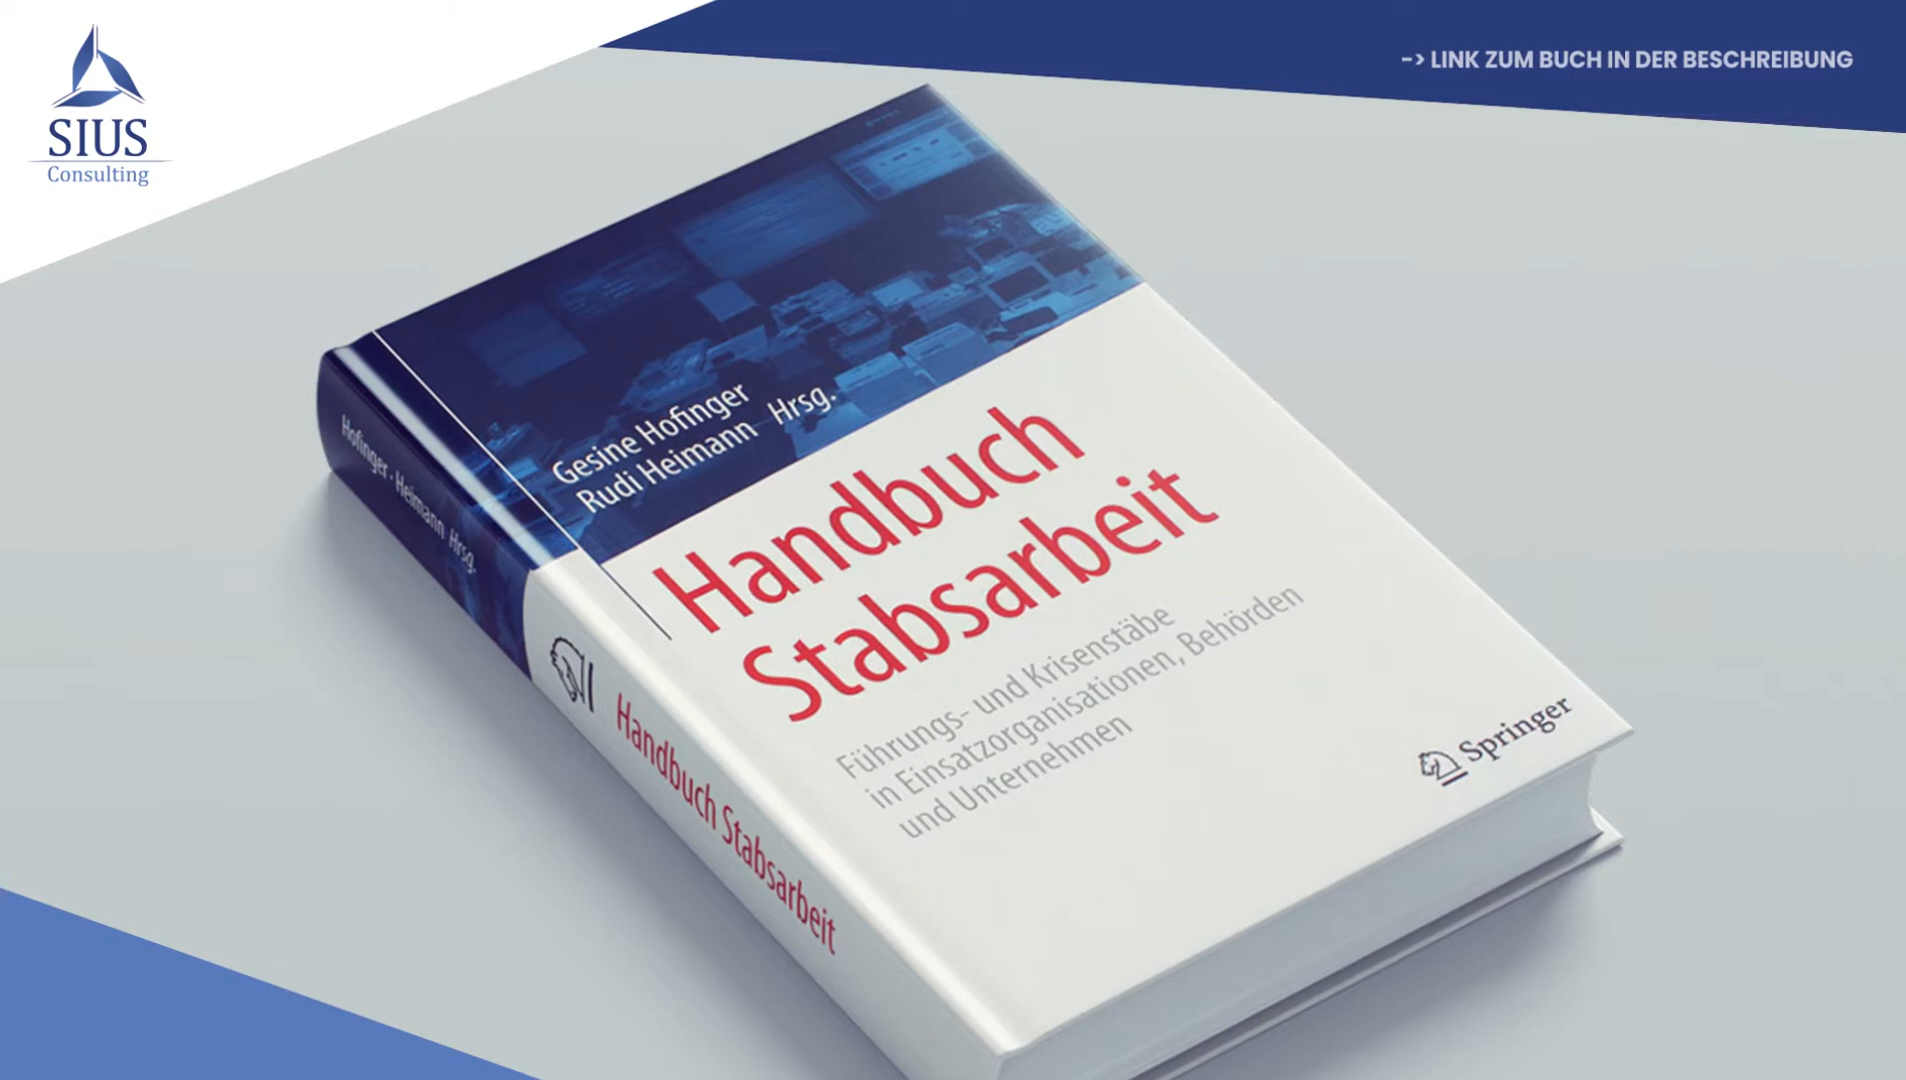 SIUS
Consulting
-> LINK ZUM BUCH IN DER BESCHREIBUNG
Gesine Hofinger
Rudi Heimann Hrsg.
Handbuch
Stabsarbeit
Führungs- und Krisenstäbe
in Einsatzorganisationen, Behörden
und Unternehmen
Springer
Hofinger · Heimann Hrsg.
Handbuch Stabsarbeit